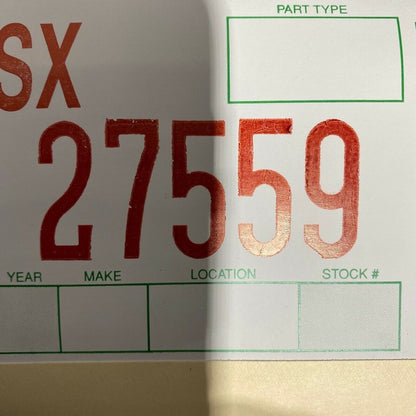 PART TYPE
SX
27559
YEAR MAKE LOCATION STOCK #